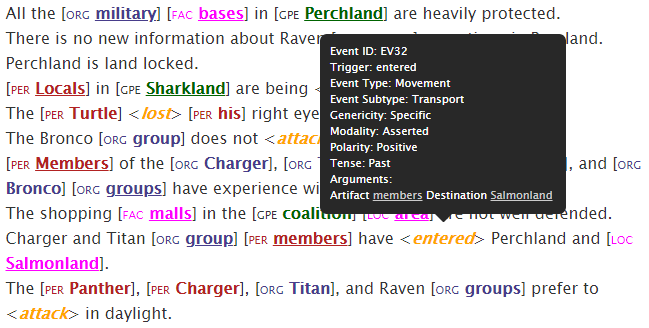 All the [ORG military] [FAC bases] in [GPE Perchland] are heavily protected.
There is no new information about Raven [
Perchland is land locked.
[PER Locals] in [GPE Sharkland] are being <
The [PER Turtle] <lost> [PER his] right eye
The Bronco [ORG group] does not <attac
[PER Members] of the [ORG Charger], [ORG ], and [ORG
Bronco] [ORG groups] have experience wi
The shopping [FAC malls] in the [GPE coalition] [LOC area] are not well defended.
Charger and Titan [ORG group] [PER members] have <entered> Perchland and [LOC
Salmonland].
The [PER Panther], [PER Charger], [ORG Titan], and Raven [ORG groups] prefer to
<attack> in daylight.
Event ID: EV32
Trigger: entered
Event Type: Movement
Event Subtype: Transport
Genericity: Specific
Modality: Asserted
Polarity: Positive
Tense: Past
Arguments:
Artifact members Destination Salmonland